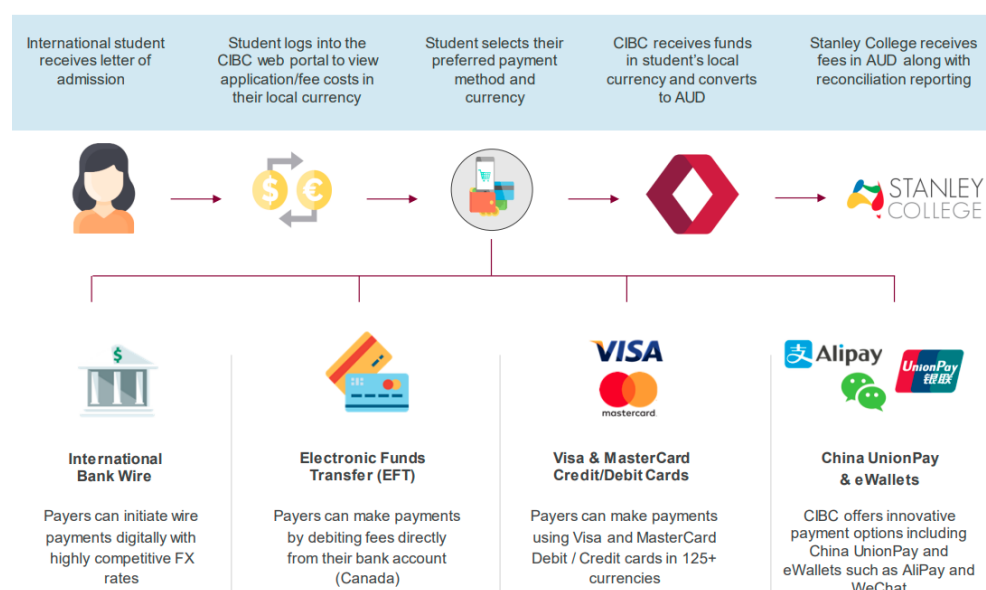 International student
receives letter of
admission
Student logs into the
CIBC web portal to view
application/fee costs in
their local currency
Student selects their
preferred payment
method and
currency
CIBC receives funds
in student's local
currency and converts
to AUD
Stanley College receives
fees in AUD along with
reconciliation reporting
$
€
STANLEY
COLLEGE
$
VISA
mastercard.
支 Alipay
UnionPay
银联
International
Bank Wire
Payers can initiate wire
payments digitally with
highly competitive FX
rates
Electronic Funds
Transfer (EFT)
Payers can make payments
by debiting fees directly
from their bank account
(Canada)
Visa & MasterCard
Credit/Debit Cards
Payers can make payments
using Visa and MasterCard
Debit / Credit cards in 125+
currencies
China UnionPay
& eWallets
CIBC offers innovative
payment options including
China UnionPay and
eWallets such as AliPay and
WeChat